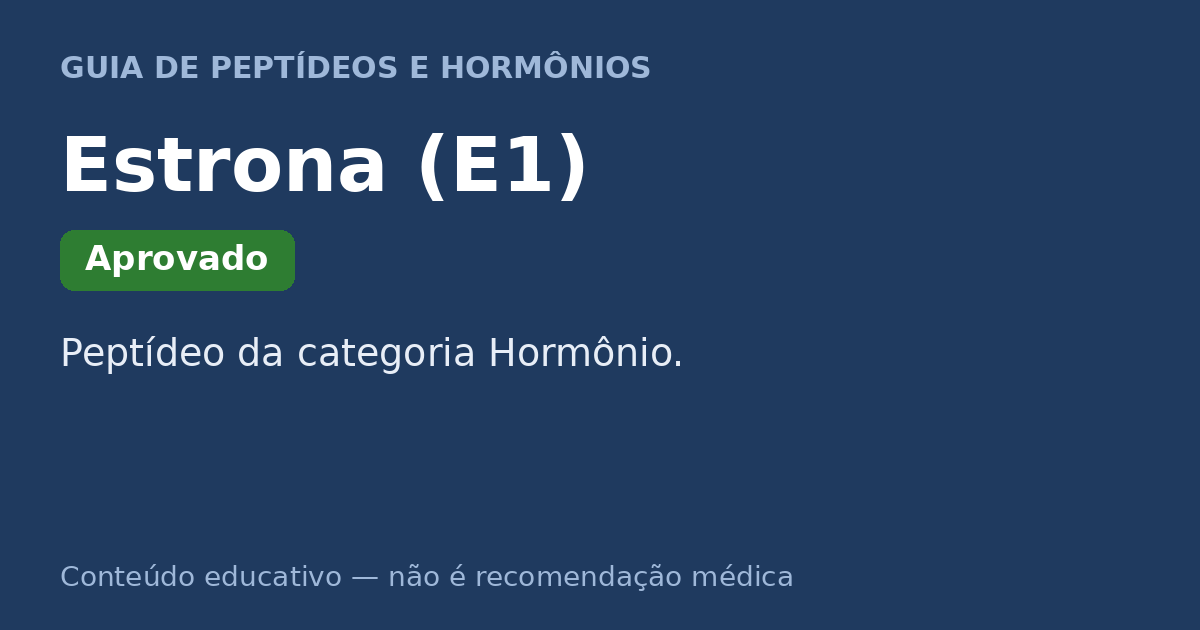 GUIA DE PEPTÍDEOS E HORMÔNIOS
Estrona (E1)
Aprovado
Peptídeo da categoria Hormônio.
Conteúdo educativo — não é recomendação médica